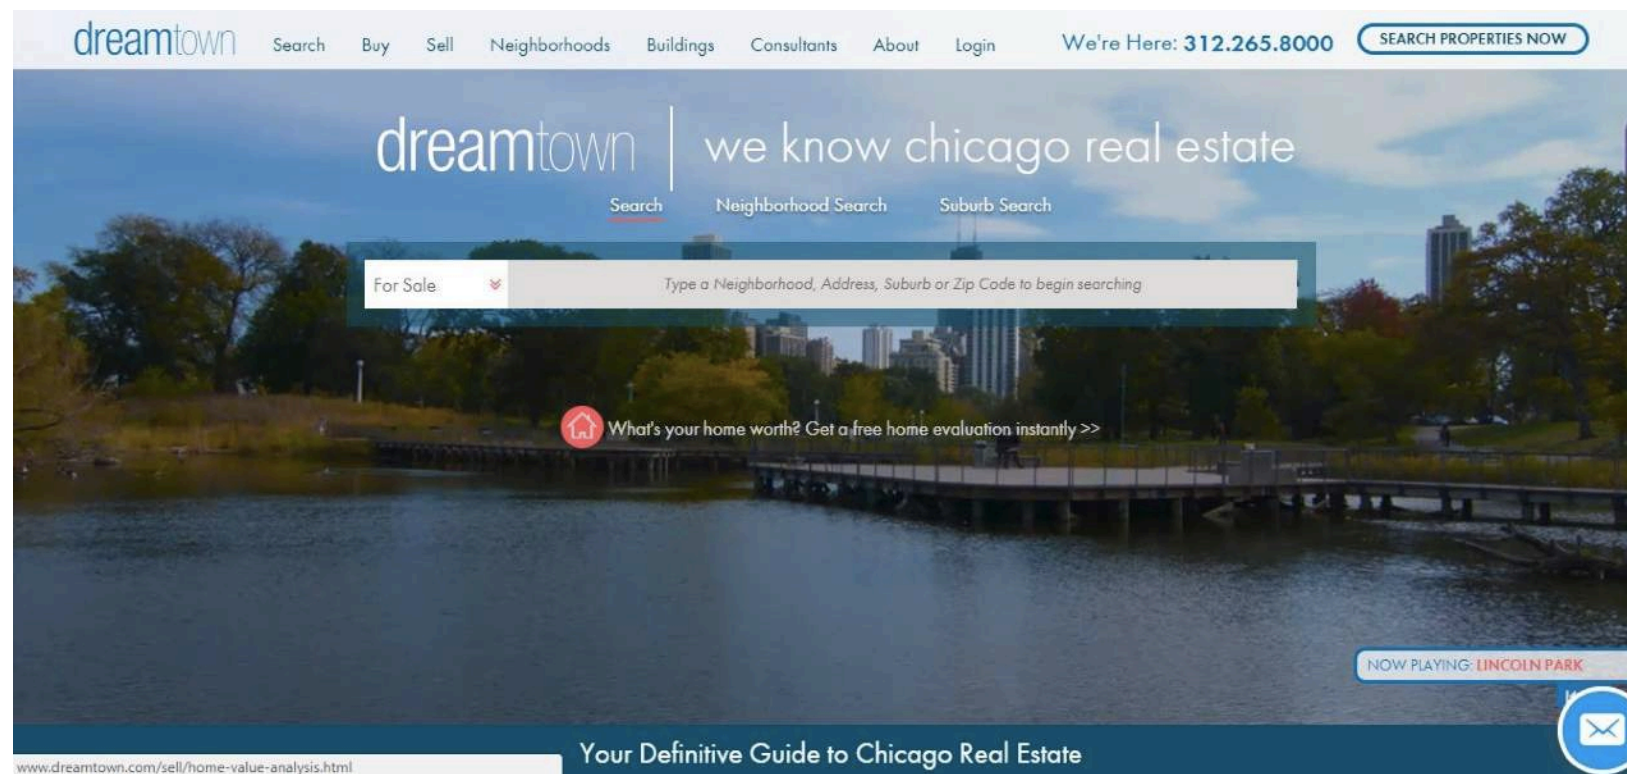 dreamtown Search Buy Sell Neighborhoods Buildings Consultants About Login We're Here: 312.265.8000 SEARCH PROPERTIES NOW
dreamtown | we know chicago real estate
Search Neighborhood Search Suburb Search
For Sale Type a Neighborhood, Address, Suburb or Zip Code to begin searching
What's your home worth? Get a free home evaluation instantly >>
NOW PLAYING: LINCOLN PARK
Your Definitive Guide to Chicago Real Estate
www.dreamtown.com/sell/home-value-analysis.html